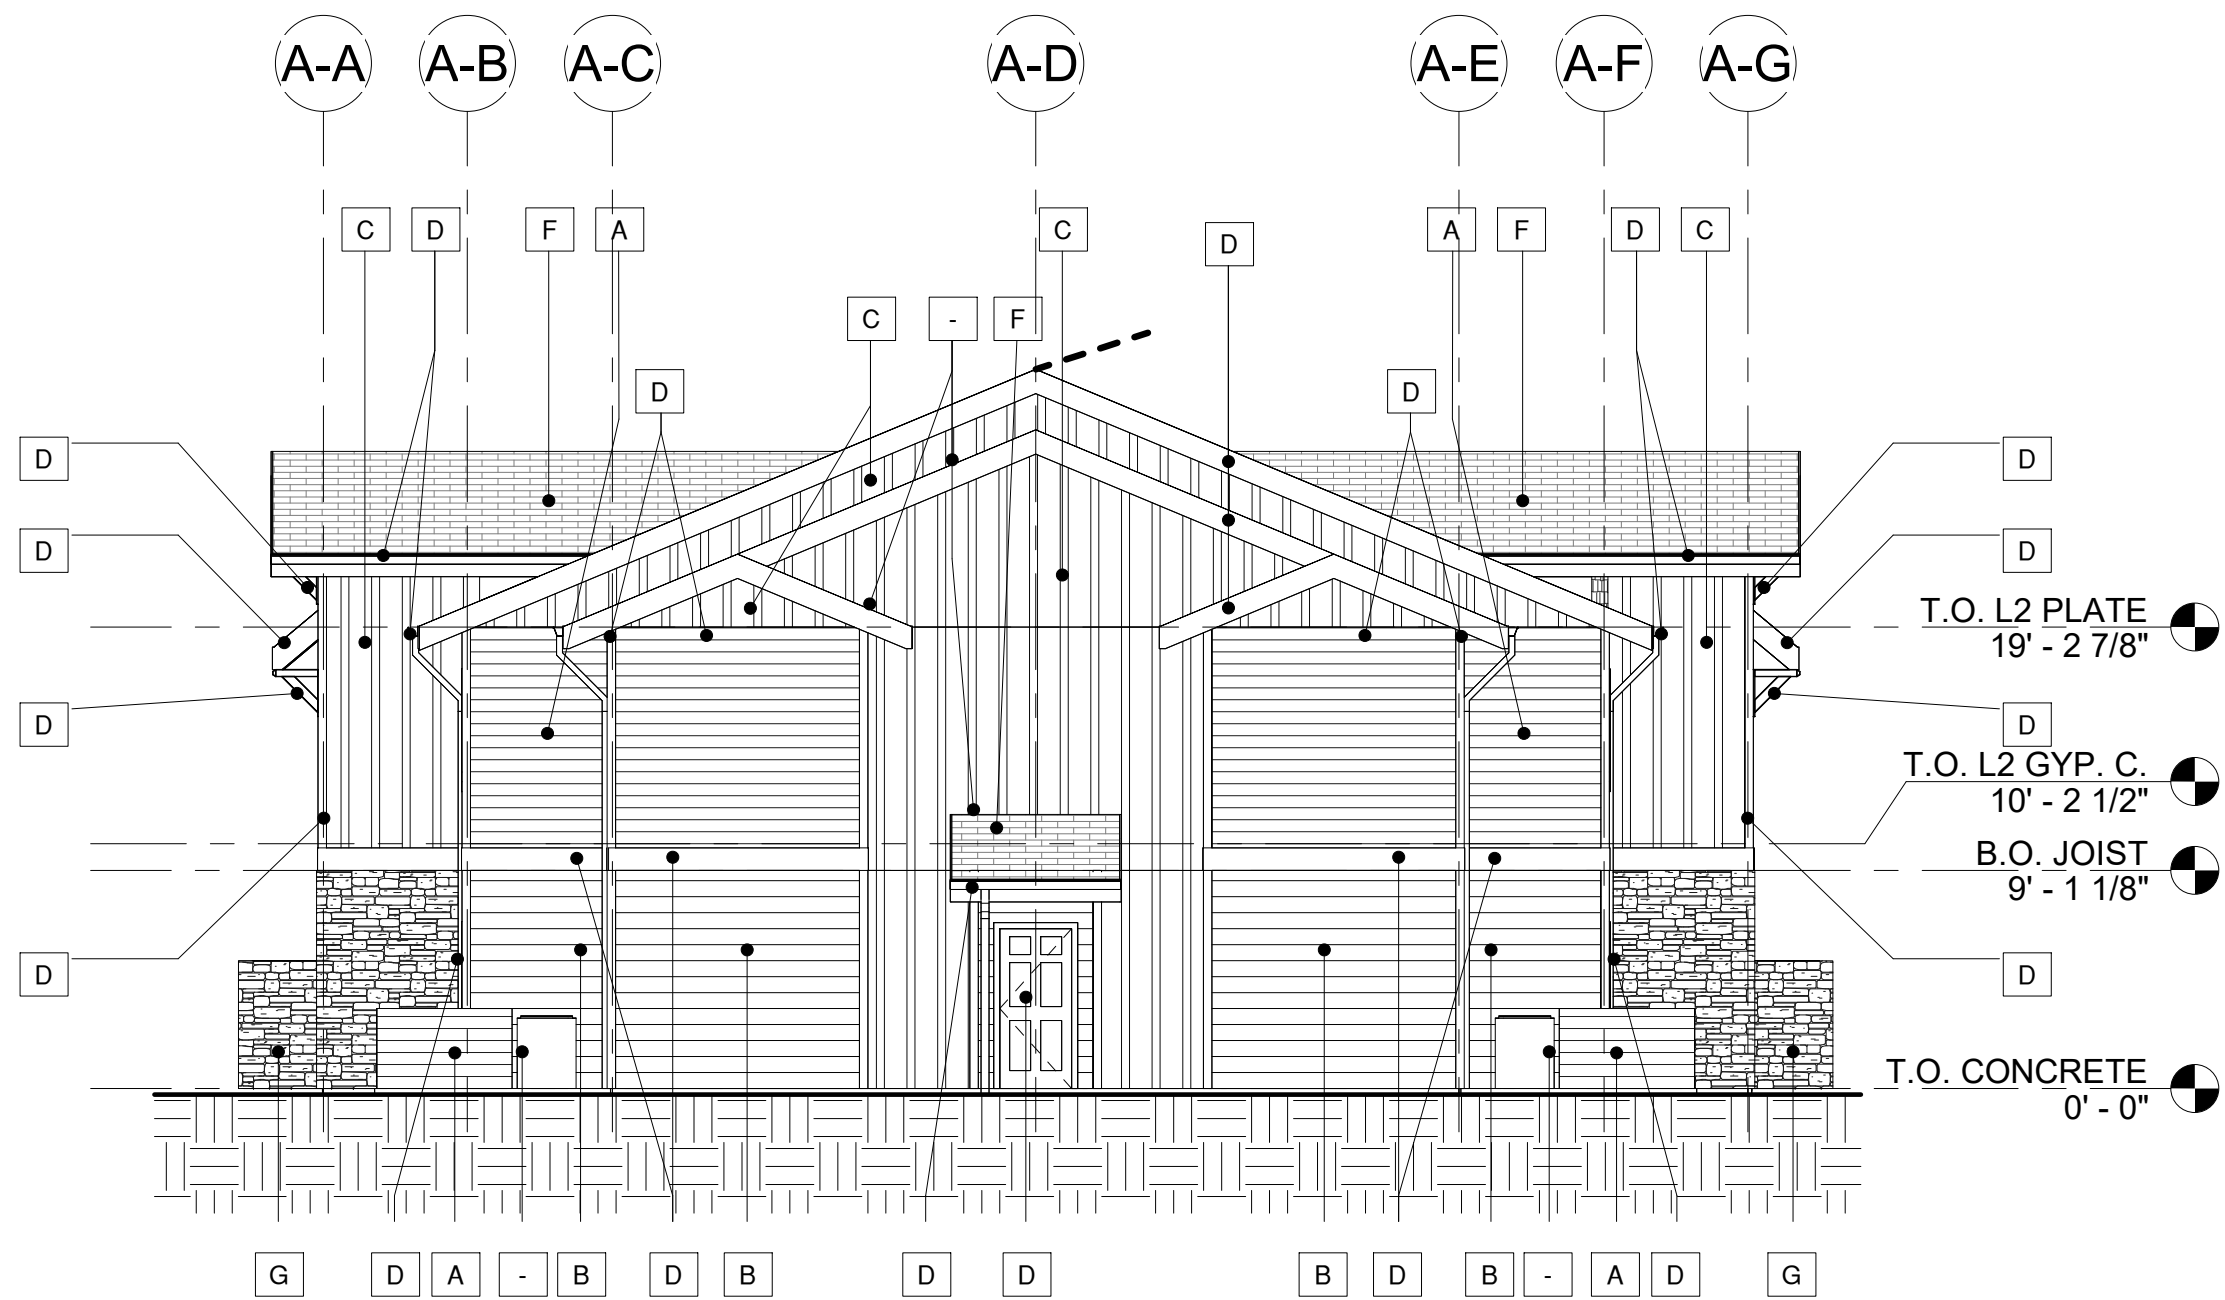 A-A A-B A-C A-D A-E A-F A-G
C D F A C D A F D C
C - F
D D
D D
D D
T.O. L2 PLATE
19' - 2 7/8"
D D
T.O. L2 GYP. C.
10' - 2 1/2"
B.O. JOIST
9' - 1 1/8"
D D
T.O. CONCRETE
0' - 0"
G D A - B D B D D B D B - A D G